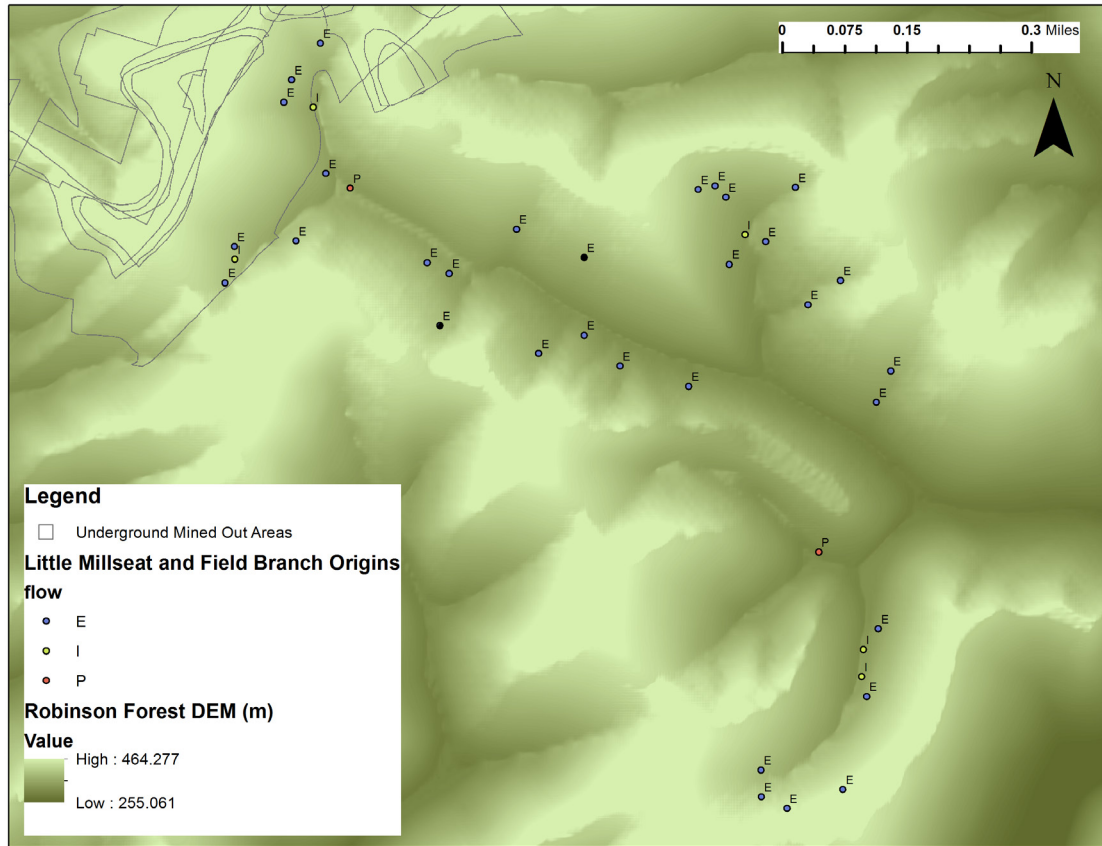 0 0.075 0.15 0.3 Miles
N
E
E
E
I
E
P
E
E
E
E
E
I
E
E
E
E
I
E
E
E
E
E
E
E
E
E
E
E
E
E
P
E
I
I
E
E
E
E
E
Legend
Underground Mined Out Areas
Little Millseat and Field Branch Origins
flow
E
I
P
Robinson Forest DEM (m)
Value
High : 464.277
Low : 255.061